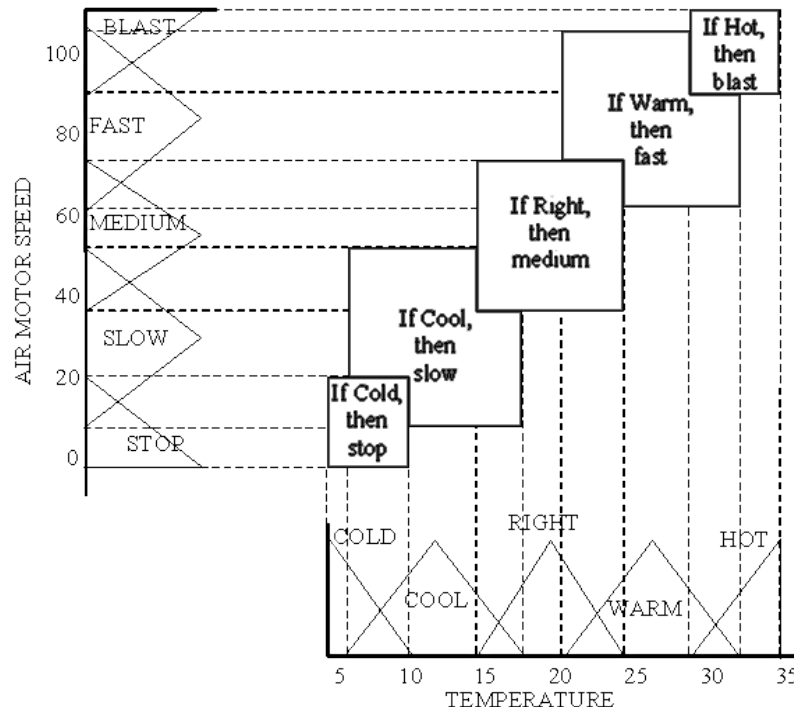 BLAST
100
FAST
80
AIR MOTOR SPEED
60
MEDIUM
40
SLOW
20
STOP
0
If Hot,
then
blast
If Warm,
then
fast
If Right,
then
medium
If Cool,
then
slow
If Cold,
then
stop
COLD
COOL
RIGHT
WARM
HOT
5 10 15 20 25 30 35
TEMPERATURE